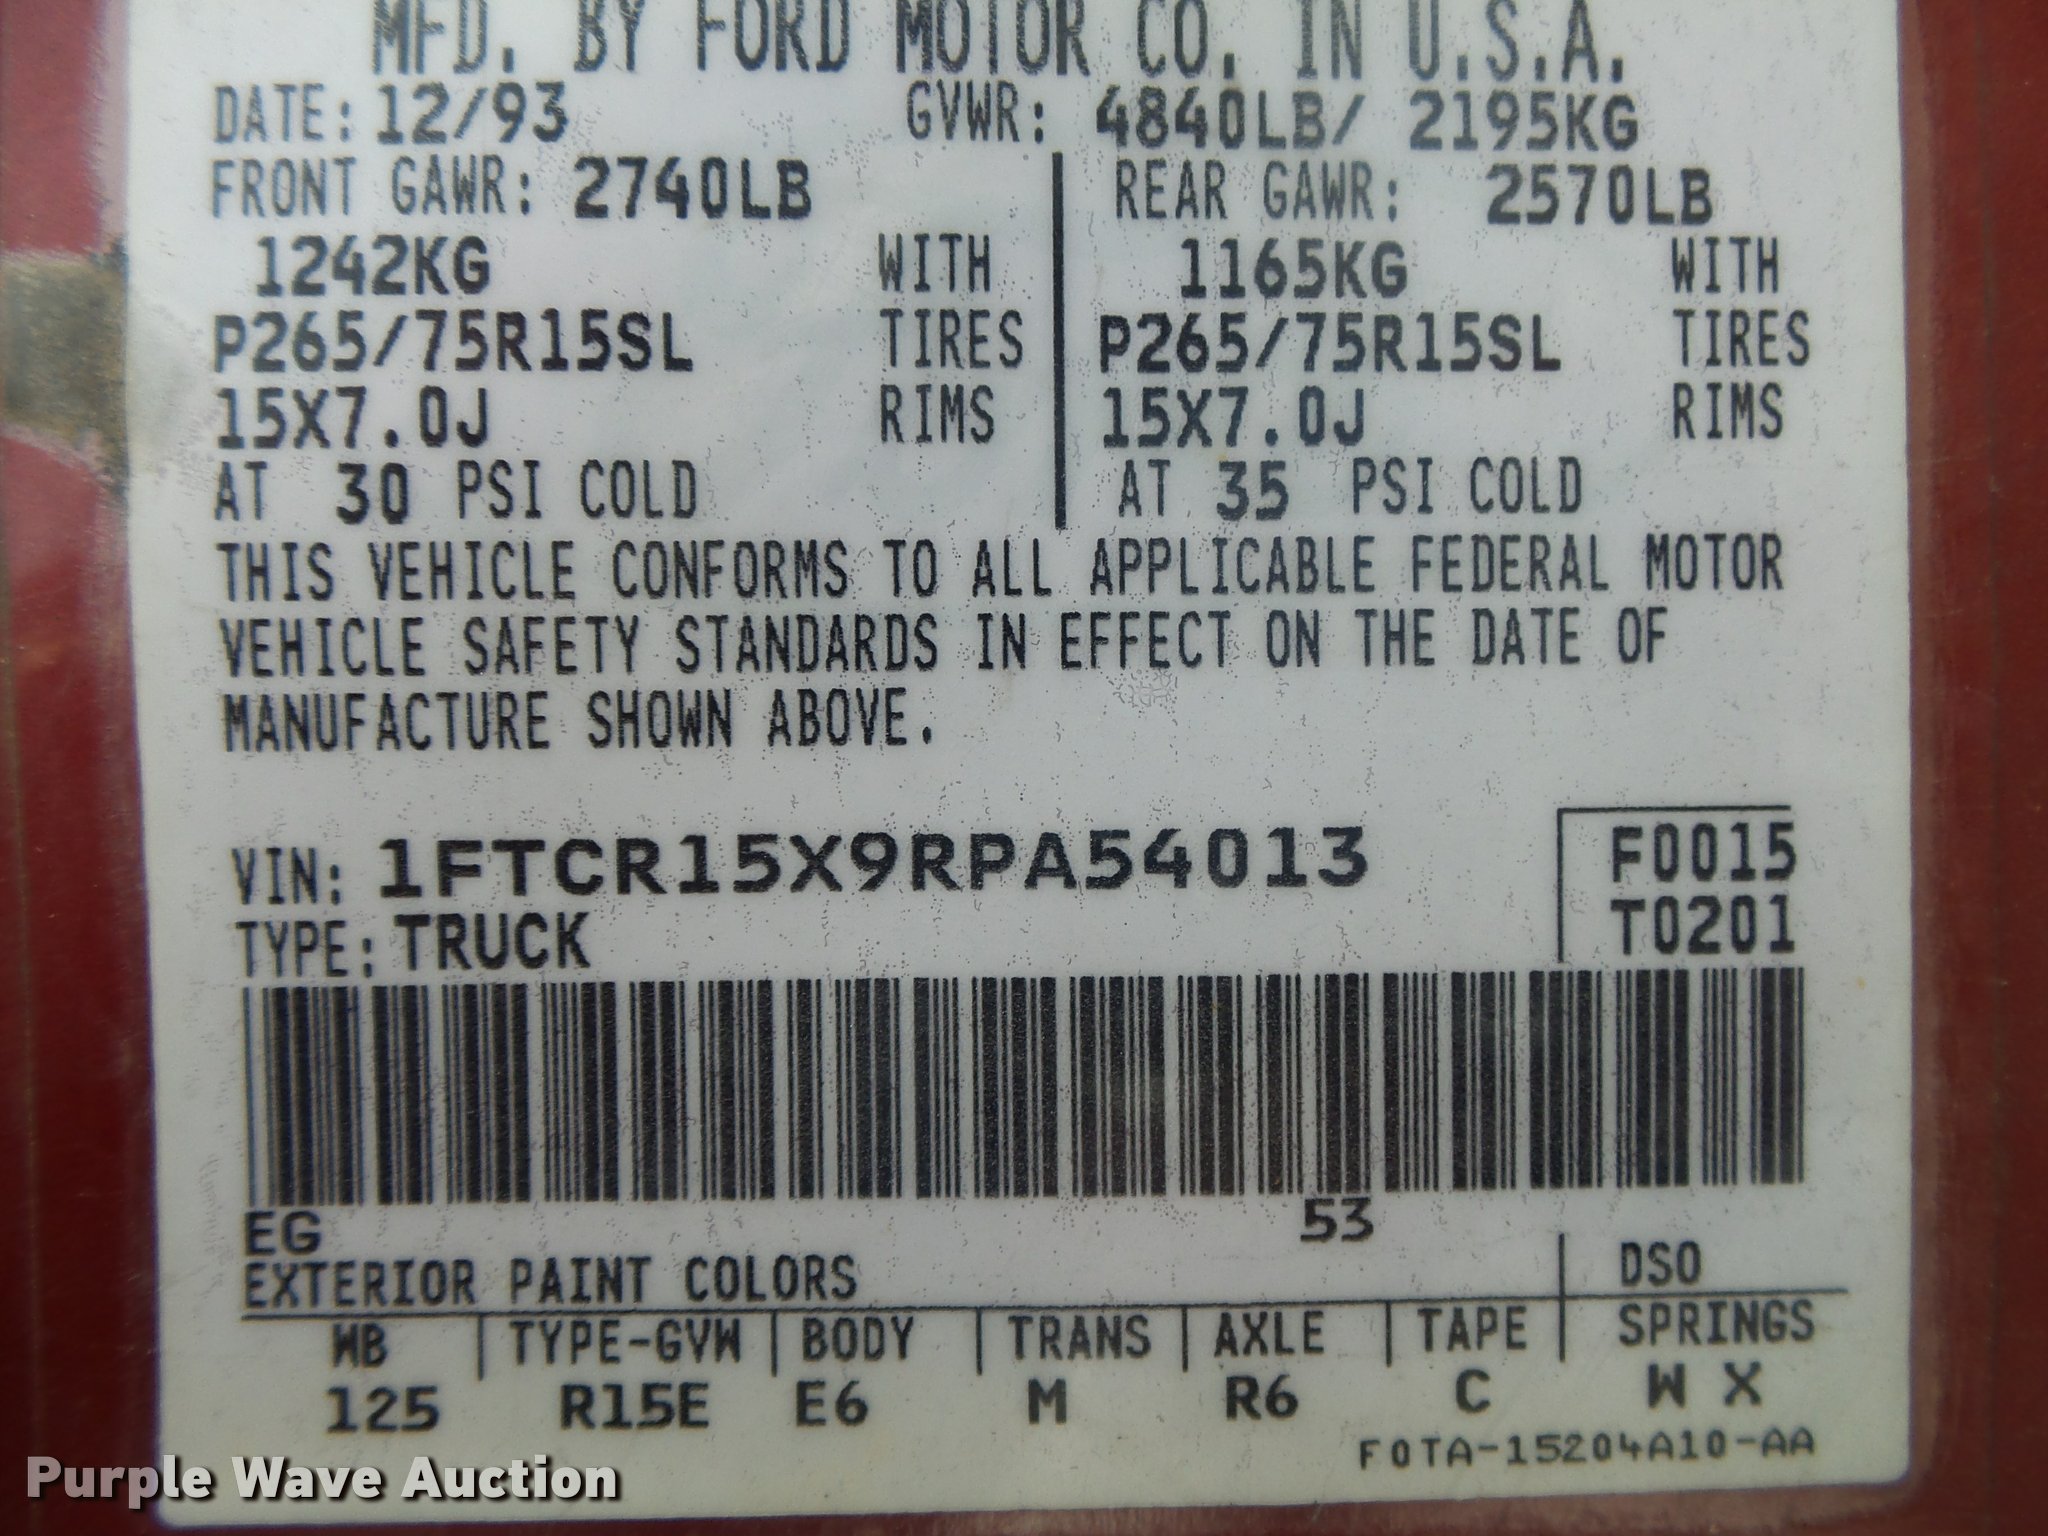 MFD. BY FORD MOTOR CO. IN U.S.A.
DATE: 12/93 GVWR: 4840LB/ 2195KG
FRONT GAWR: 2740LB REAR GAWR: 2570LB
1242KG WITH 1165KG WITH
P265/75R15SL TIRES P265/75R15SL TIRES
15X7.0J RIMS 15X7.0J RIMS
AT 30 PSI COLD AT 35 PSI COLD
THIS VEHICLE CONFORMS TO ALL APPLICABLE FEDERAL MOTOR
VEHICLE SAFETY STANDARDS IN EFFECT ON THE DATE OF
MANUFACTURE SHOWN ABOVE.
VIN: 1FTCR15X9RPA54013 F0015
TYPE: TRUCK T0201
EG 53
EXTERIOR PAINT COLORS DSO
WB TYPE-GVW BODY TRANS AXLE TAPE SPRINGS
125 R15E E6 M R6 C W X
F0TA-15204A10-AA
Purple Wave Auction